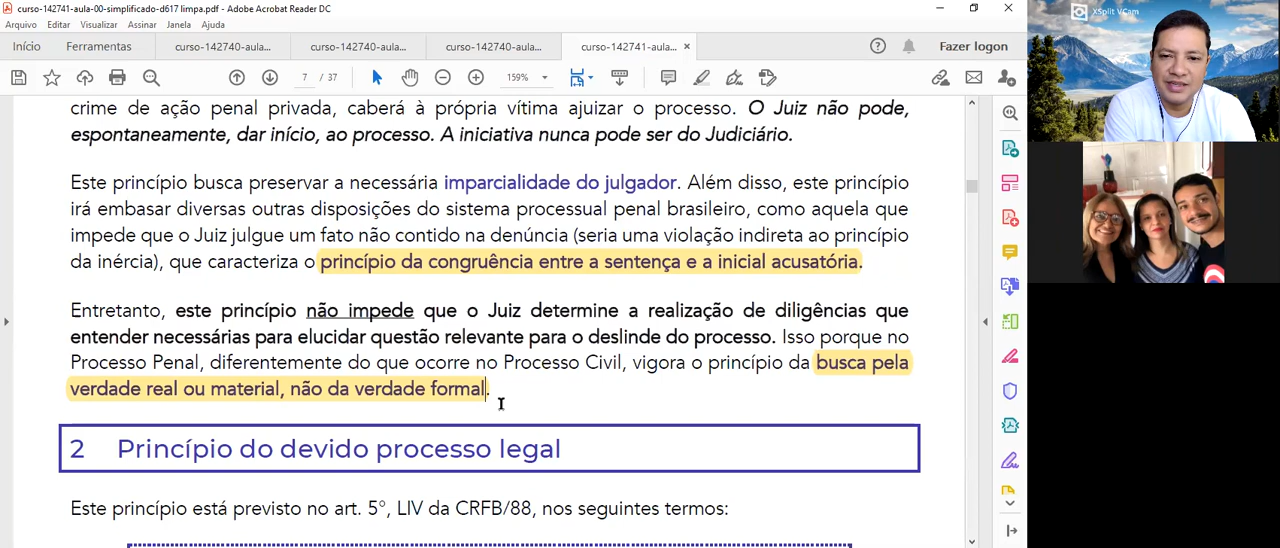 curso-142741-aula-00-simplificado-d617 limpa.pdf - Adobe Acrobat Reader DC
Arquivo Editar Visualizar Assinar Janela Ajuda
Início Ferramentas curso-142740-aula... curso-142740-aula... curso-142740-aula... curso-142741-aula... × Fazer logon
7 / 37 159%
XSplit VCam
crime de ação penal privada, caberá à própria vítima ajuizar o processo. O Juiz não pode,
espontaneamente, dar início, ao processo. A iniciativa nunca pode ser do Judiciário.
Este princípio busca preservar a necessária imparcialidade do julgador. Além disso, este princípio
irá embasar diversas outras disposições do sistema processual penal brasileiro, como aquela que
impede que o Juiz julgue um fato não contido na denúncia (seria uma violação indireta ao princípio
da inércia), que caracteriza o princípio da congruência entre a sentença e a inicial acusatória.
Entretanto, este princípio não impede que o Juiz determine a realização de diligências que
entender necessárias para elucidar questão relevante para o deslinde do processo. Isso porque no
Processo Penal, diferentemente do que ocorre no Processo Civil, vigora o princípio da busca pela
verdade real ou material, não da verdade formal.
2 Princípio do devido processo legal
Este princípio está previsto no art. 5°, LIV da CRFB/88, nos seguintes termos: